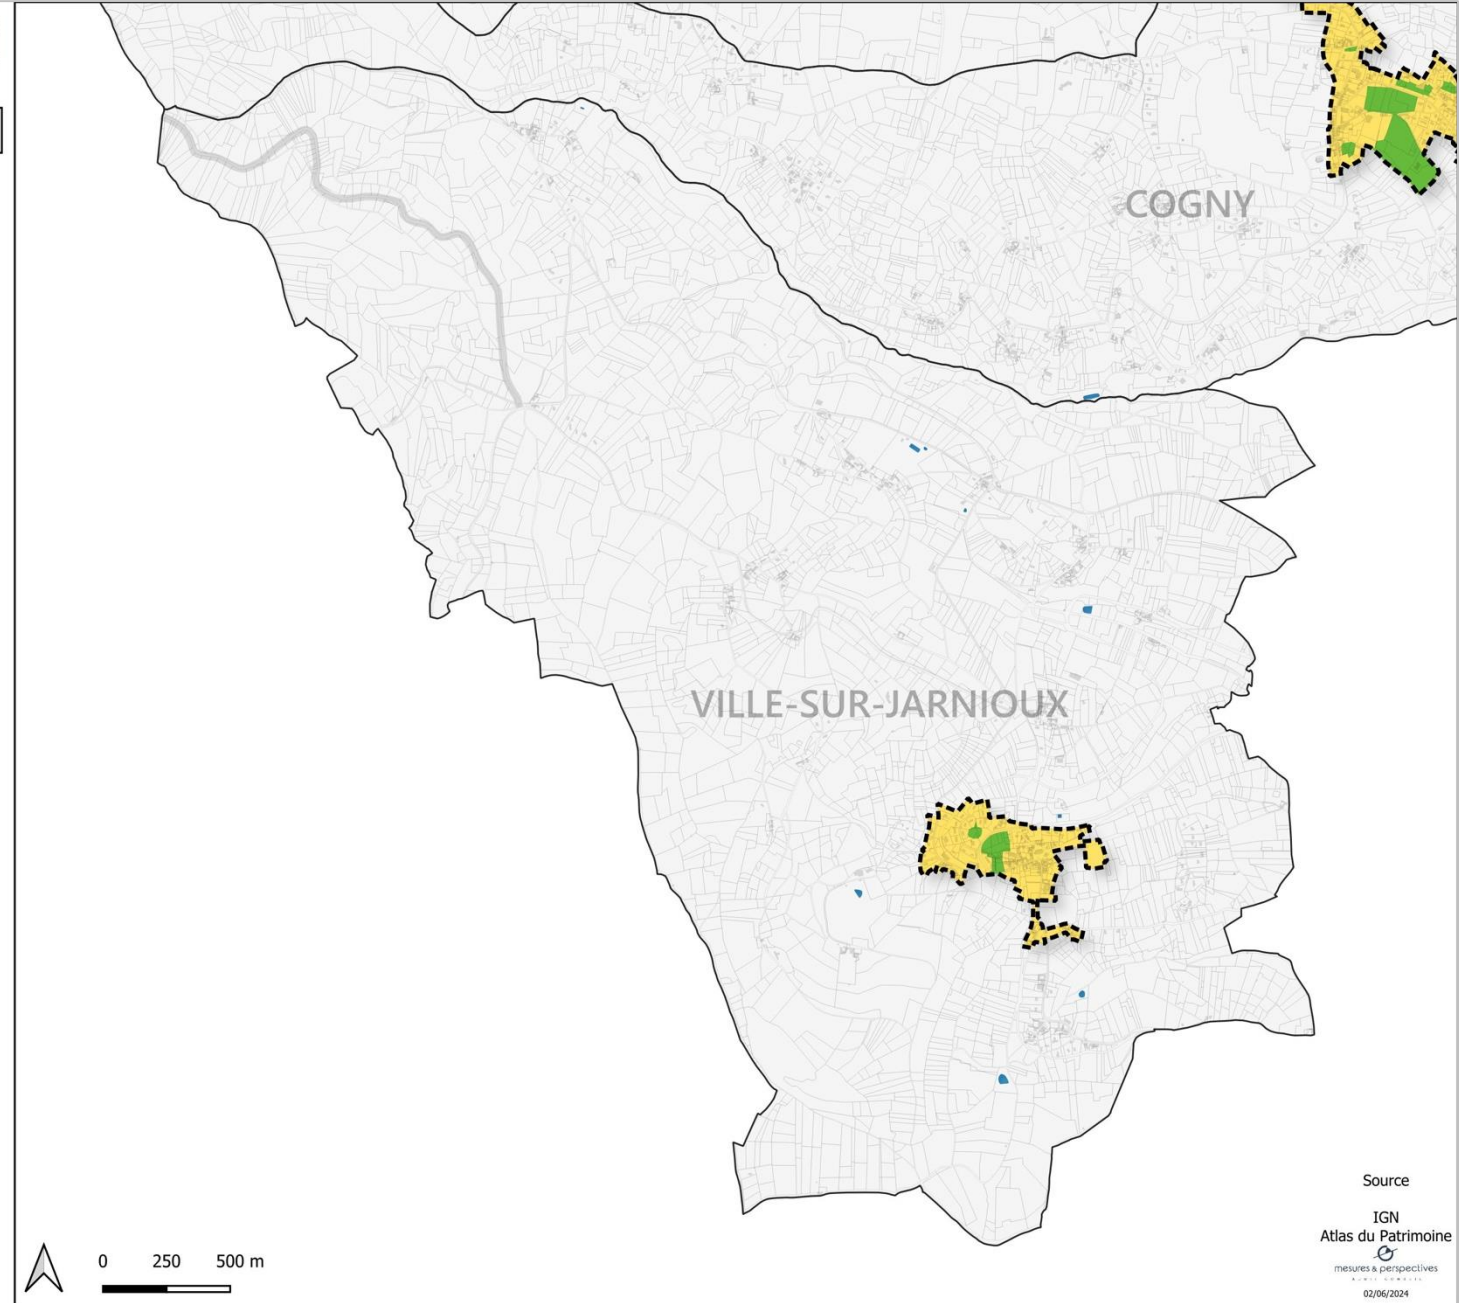 COGNY
VILLE-SUR-JARNIOUX
Source
IGN
Atlas du Patrimoine
mesures & perspectives
02/06/2024
0 250 500 m